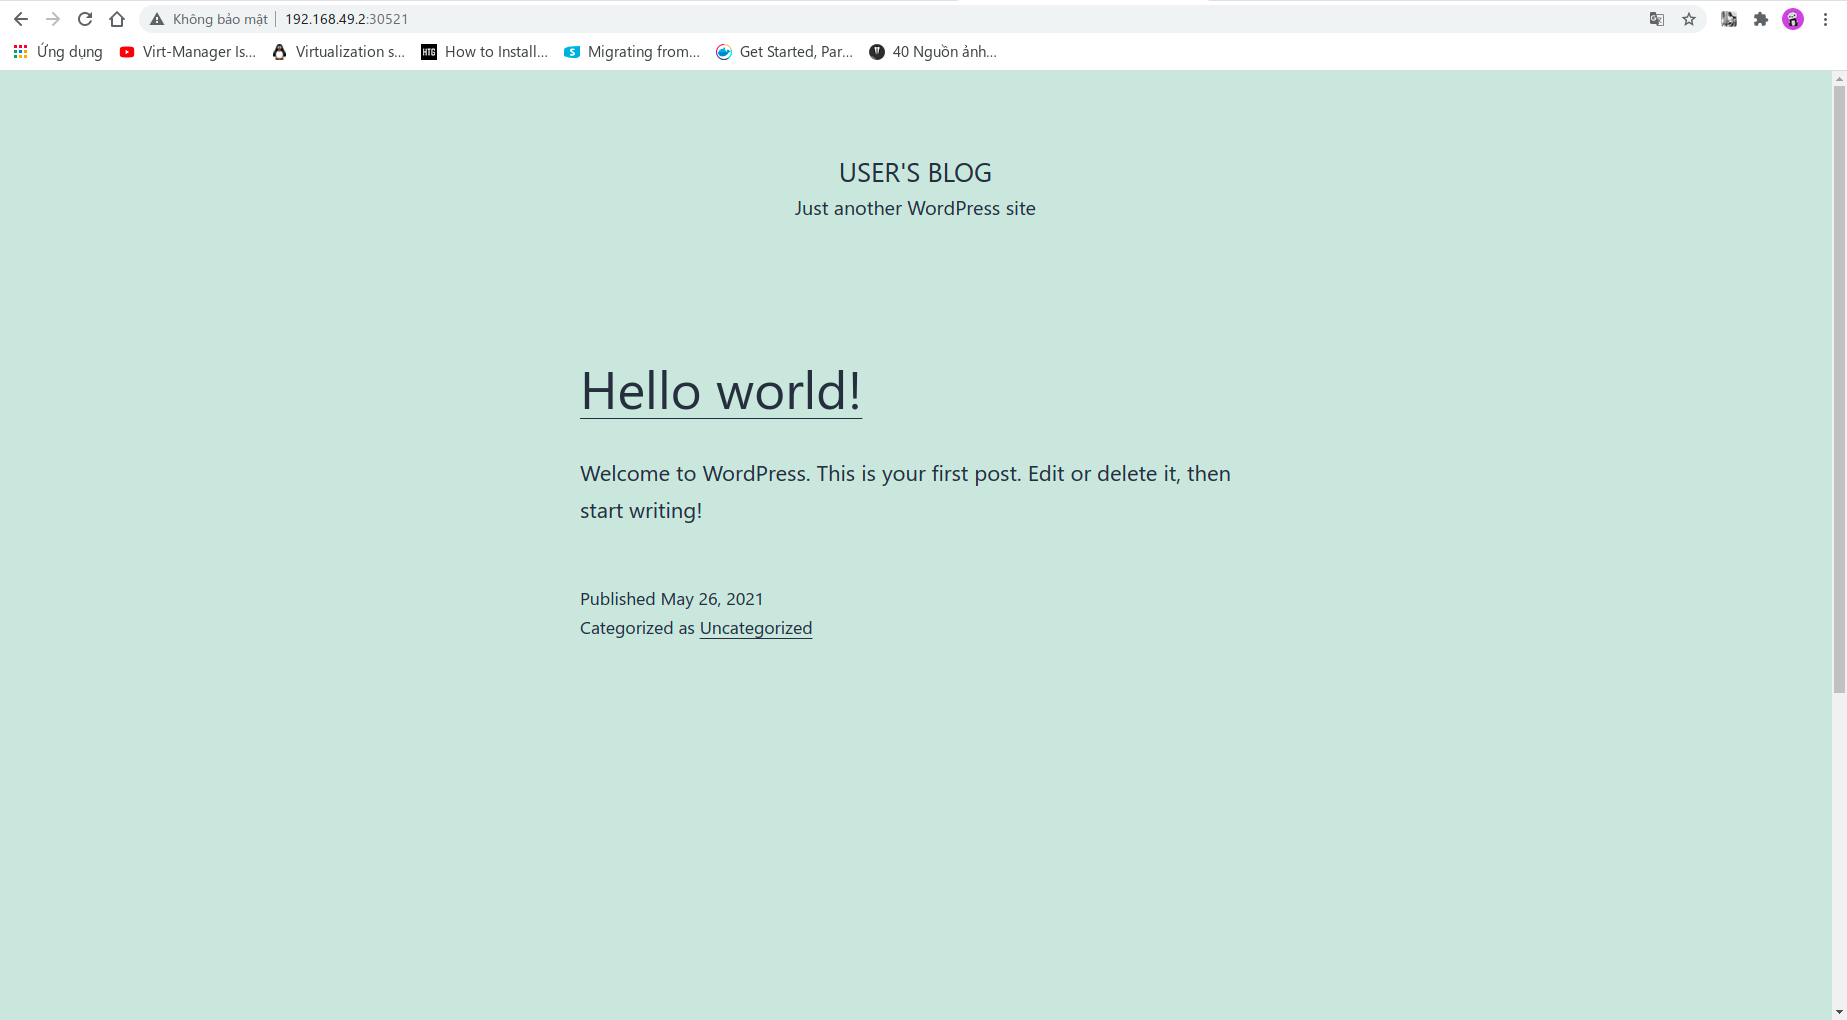 Không bảo mật 192.168.49.2:30521
Ứng dụng Virt-Manager Is... Virtualization s... HTG How to Install... S Migrating from... Get Started, Par... 40 Nguồn ảnh...
USER'S BLOG
Just another WordPress site
Hello world!
Welcome to WordPress. This is your first post. Edit or delete it, then
start writing!
Published May 26, 2021
Categorized as Uncategorized